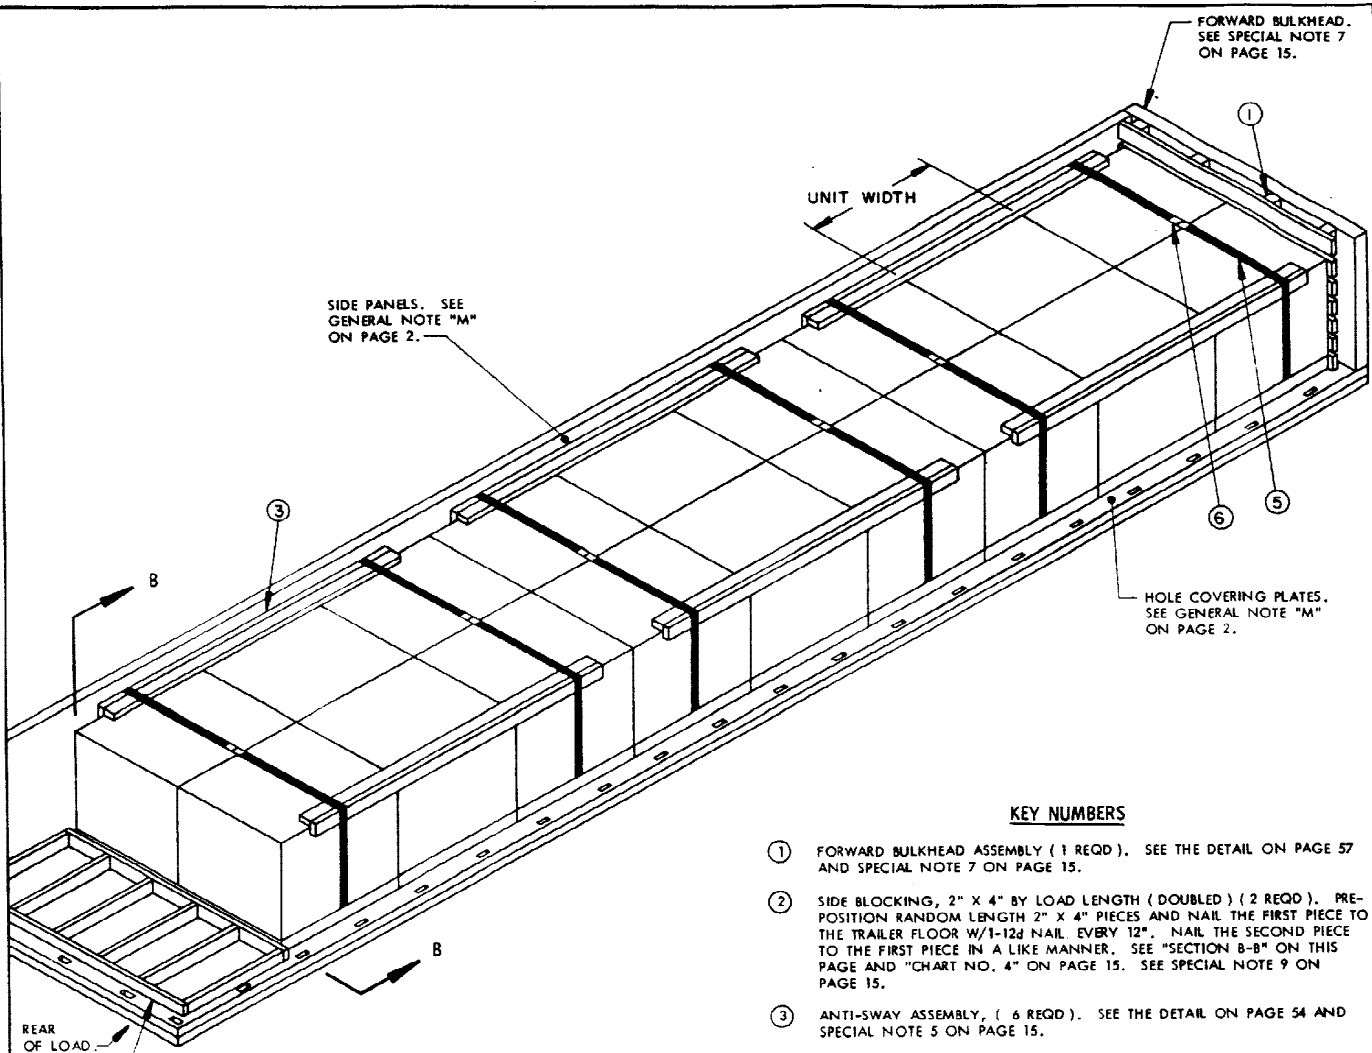 FORWARD BULKHEAD.
SEE SPECIAL NOTE 7
ON PAGE 15.
1
UNIT WIDTH
SIDE PANELS. SEE
GENERAL NOTE "M"
ON PAGE 2.
3
6
5
B
HOLE COVERING PLATES.
SEE GENERAL NOTE "M"
ON PAGE 2.
B
REAR
OF LOAD.
KEY NUMBERS
1 FORWARD BULKHEAD ASSEMBLY ( 1 REQD ). SEE THE DETAIL ON PAGE 57
AND SPECIAL NOTE 7 ON PAGE 15.
2 SIDE BLOCKING, 2" X 4" BY LOAD LENGTH ( DOUBLED ) ( 2 REQD ). PRE-
POSITION RANDOM LENGTH 2" X 4" PIECES AND NAIL THE FIRST PIECE TO
THE TRAILER FLOOR W/1-12d NAIL EVERY 12". NAIL THE SECOND PIECE
TO THE FIRST PIECE IN A LIKE MANNER. SEE "SECTION B-B" ON THIS
PAGE AND "CHART NO. 4" ON PAGE 15. SEE SPECIAL NOTE 9 ON
PAGE 15.
3 ANTI-SWAY ASSEMBLY, ( 6 REQD ). SEE THE DETAIL ON PAGE 54 AND
SPECIAL NOTE 5 ON PAGE 15.